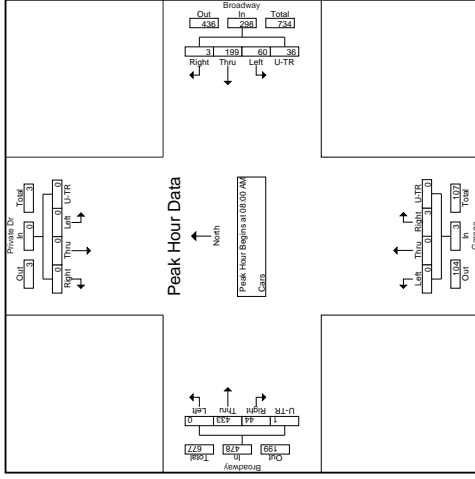 Broadway
Out In Total
436 298 734
3 199 60 36
Right Thru Left U-TR
Private Dr
Out In Total
3 0 3
0 0 0 0
Right Thru Left U-TR
Peak Hour Data
North
Peak Hour Begins at 08:00 AM
Cars
Left Thru Right U-TR
0 0 3 0
104 3 107
Out In Total
Broadway
Out In Total
199 478 677
1 44 433 0
U-TR Right Thru Left